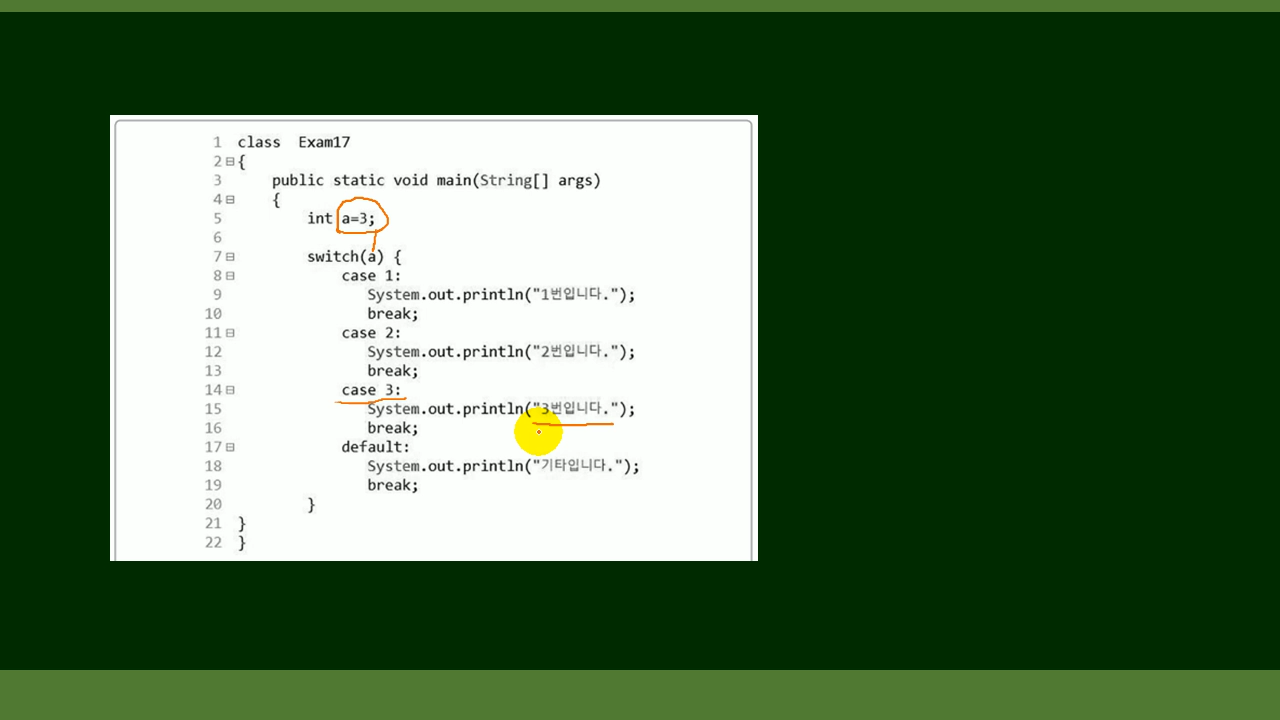 1 class Exam17
2 {
3 public static void main(String[] args)
4 {
5 int a=3;
6
7 switch(a) {
8 case 1:
9 System.out.println("1번입니다.");
10 break;
11 case 2:
12 System.out.println("2번입니다.");
13 break;
14 case 3:
15 System.out.println("3번입니다.");
16 break;
17 default:
18 System.out.println("기타입니다.");
19 break;
20 }
21 }
22 }